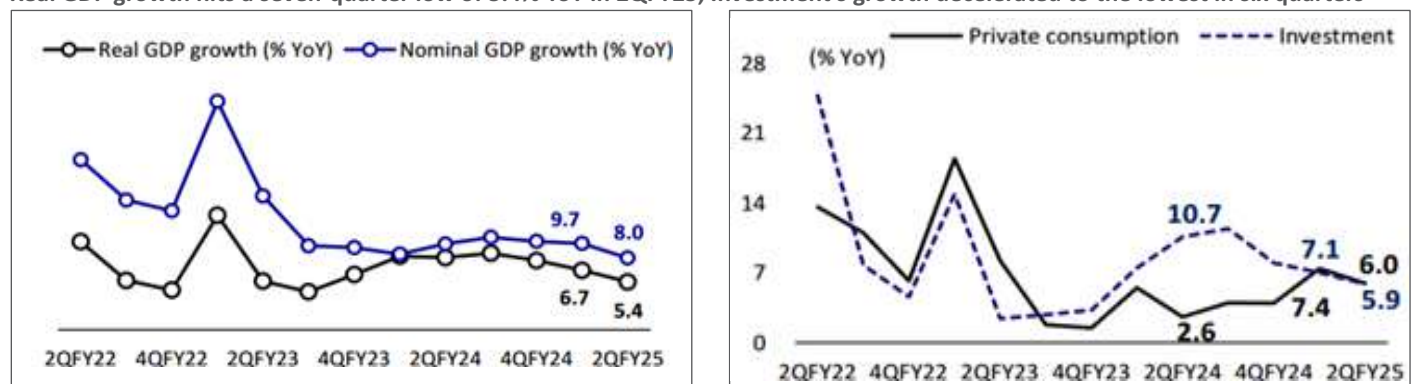 Real GDP growth hits a seven-quarter low of 5.4% YoY in 2QFY25; investment's growth decelerated to the lowest in six quarters
Real GDP growth (% YoY) Nominal GDP growth (% YoY)
9.7
8.0
6.7
5.4
2QFY22 4QFY22 2QFY23 4QFY23 2QFY24 4QFY24 2QFY25
Private consumption Investment
(% YoY)
28
21
14
7
0
10.7
7.1
6.0
5.9
7.4
2.6
2QFY22 4QFY22 2QFY23 4QFY23 2QFY24 4QFY24 2QFY25